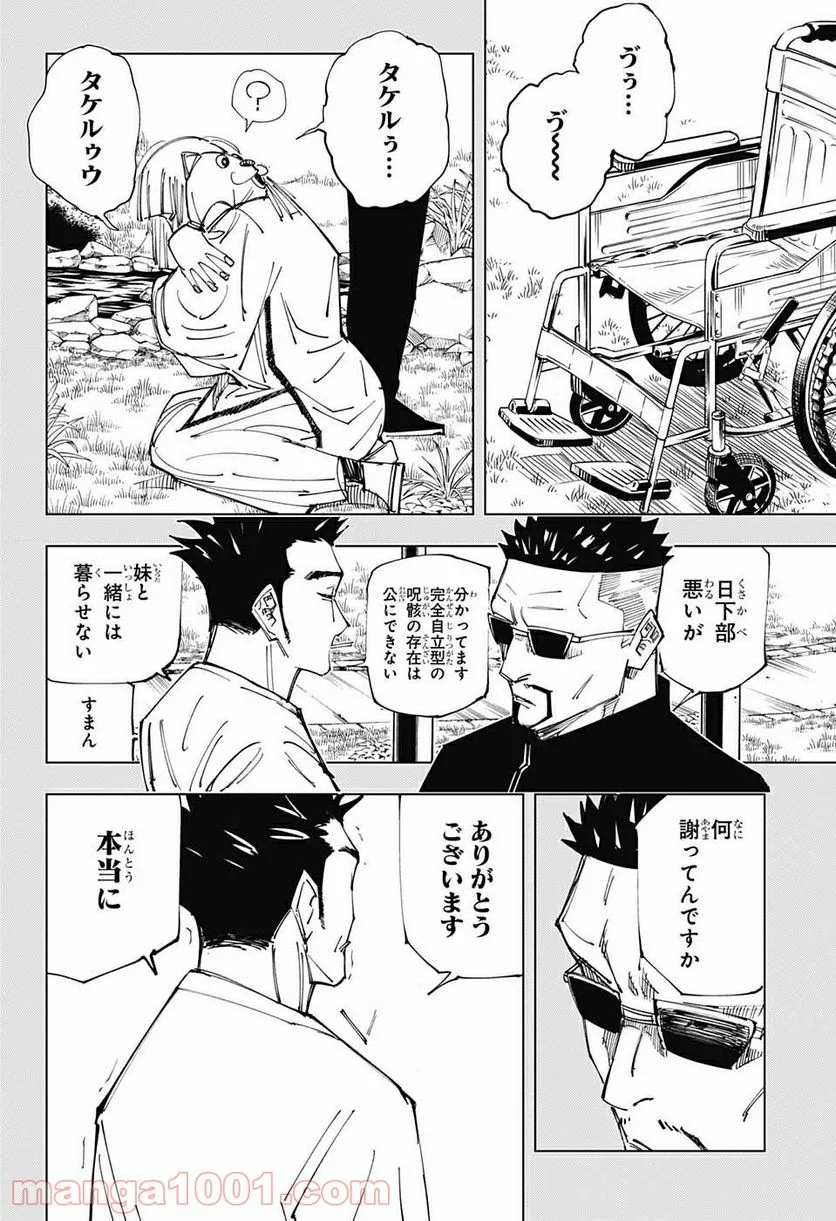 ゔぅ…
ゔ〜〜
タケルぅ…
?
タケルゥウ
日下部
悪いが
分かってます
完全自立型の
呪骸の存在は
公にできない
妹と
一緒には
暮らせない
すまん
何
謝ってんですか
ありがとう
ございます
本当に
manga1001.com